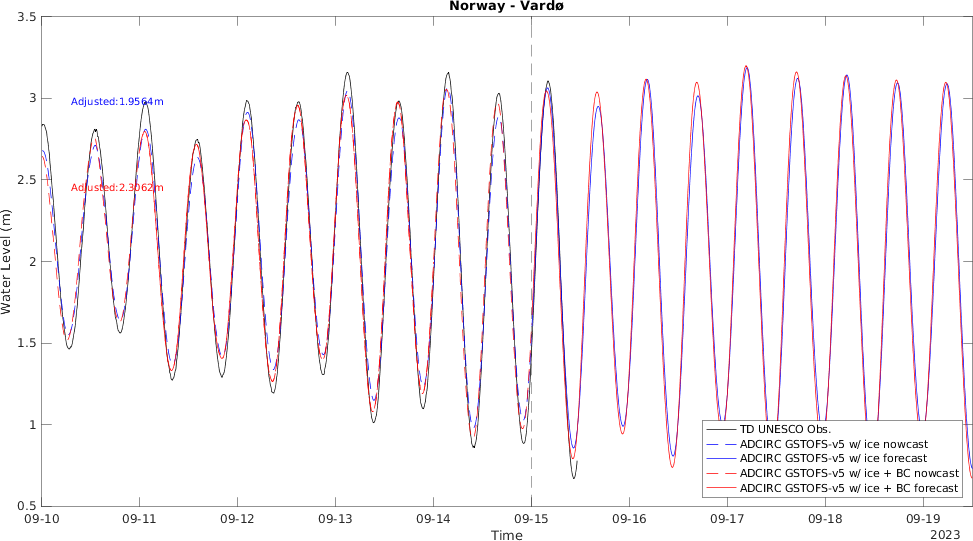 Norway - Vardø
3.5
3
2.5
2
1.5
1
0.5
Water Level (m)
Adjusted:1.9564m
Adjusted:2.3062m
TD UNESCO Obs.
ADCIRC GSTOFS-v5 w/ ice nowcast
ADCIRC GSTOFS-v5 w/ ice forecast
ADCIRC GSTOFS-v5 w/ ice + BC nowcast
ADCIRC GSTOFS-v5 w/ ice + BC forecast
09-10 09-11 09-12 09-13 09-14 09-15 09-16 09-17 09-18 09-19
Time
2023